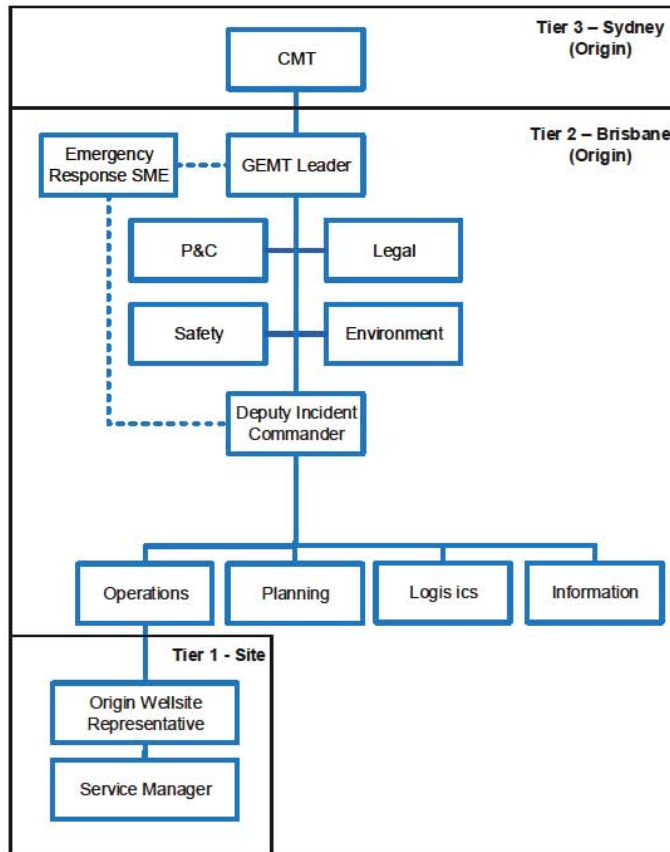 Tier 3 – Sydney
(Origin)
CMT
Tier 2 – Brisbane
(Origin)
Emergency
Response SME
GEMT Leader
P&C
Legal
Safety
Environment
Deputy Incident
Commander
Operations
Planning
Logis ics
Information
Tier 1 - Site
Origin Wellsite
Representative
Service Manager